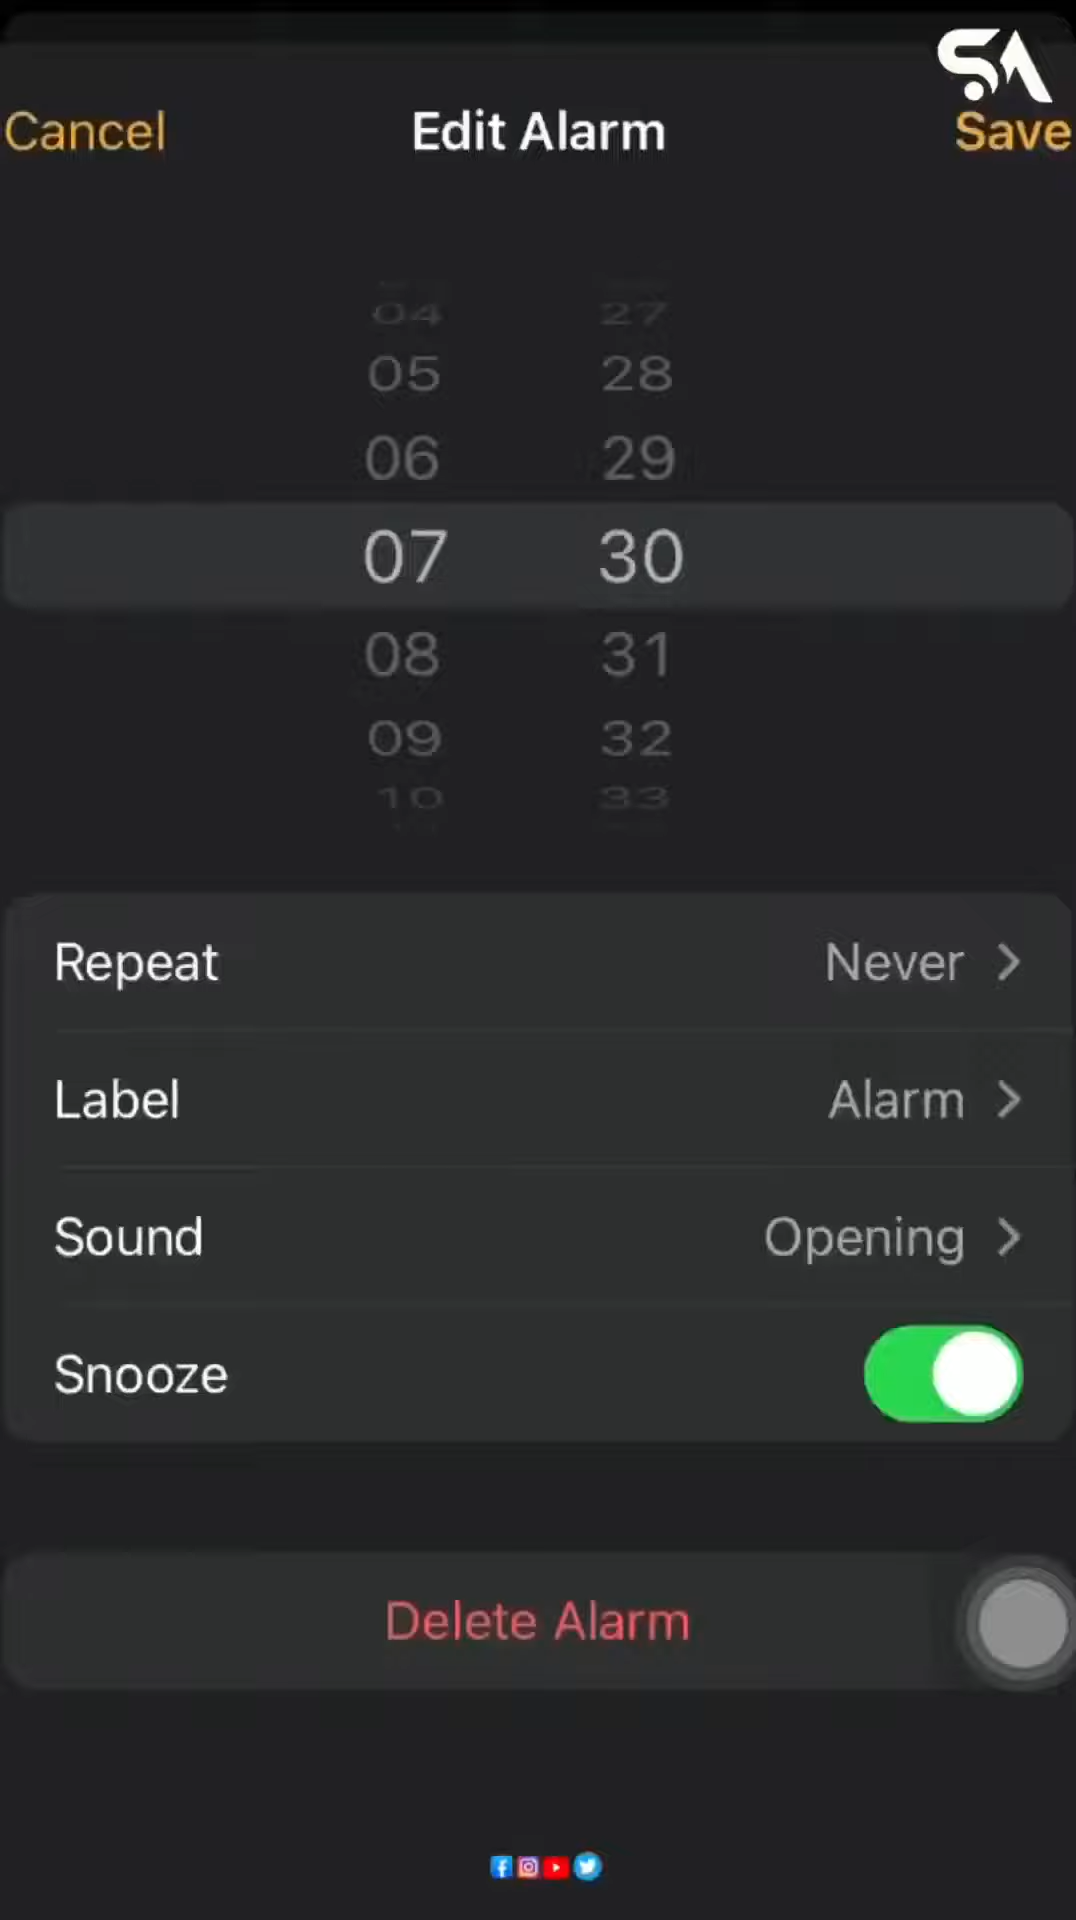 SA
Cancel Edit Alarm Save
04 27
05 28
06 29
07 30
08 31
09 32
10 33
Repeat Never
Label Alarm
Sound Opening
Snooze
Delete Alarm